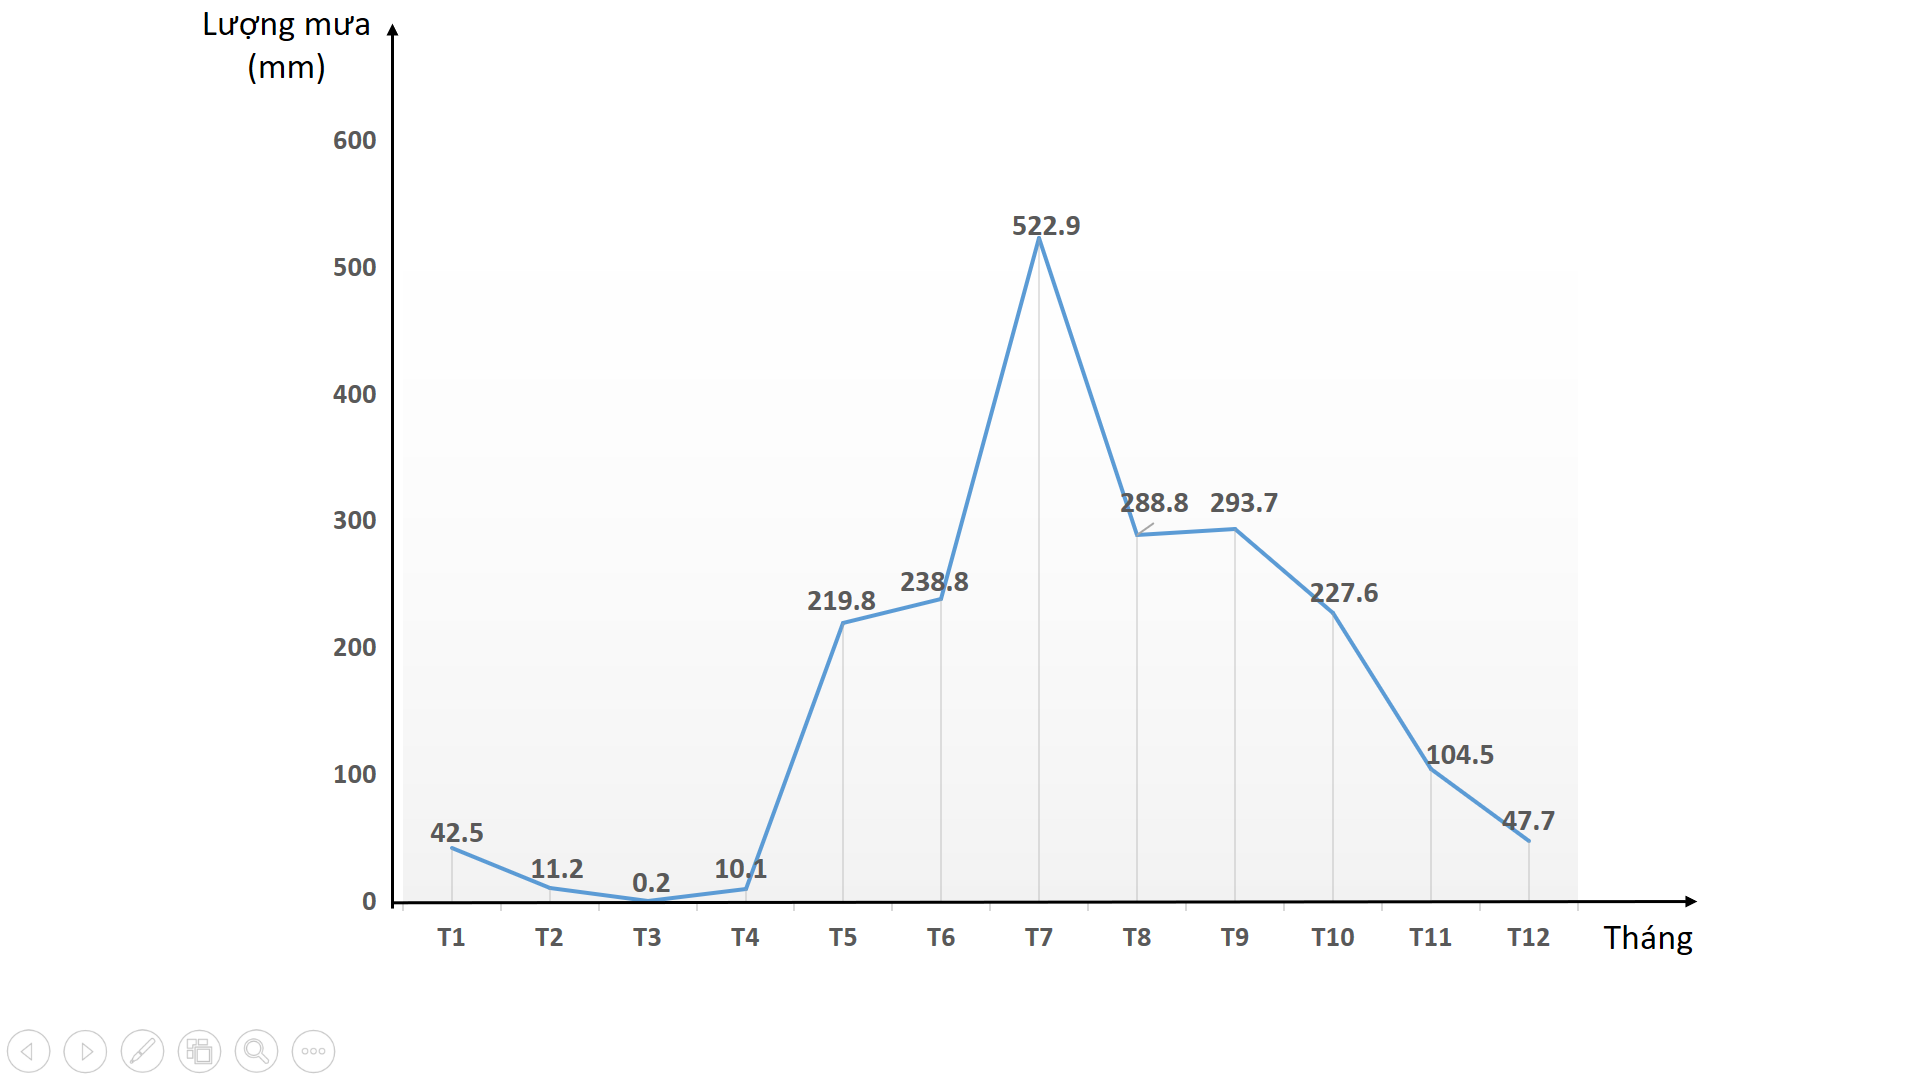 Lượng mưa
(mm)
600
500
400
300
200
100
0
522.9
288.8
293.7
238.8
219.8
227.6
104.5
47.7
42.5
11.2
0.2
10.1
T1
T2
T3
T4
T5
T6
T7
T8
T9
T10
T11
T12
Tháng